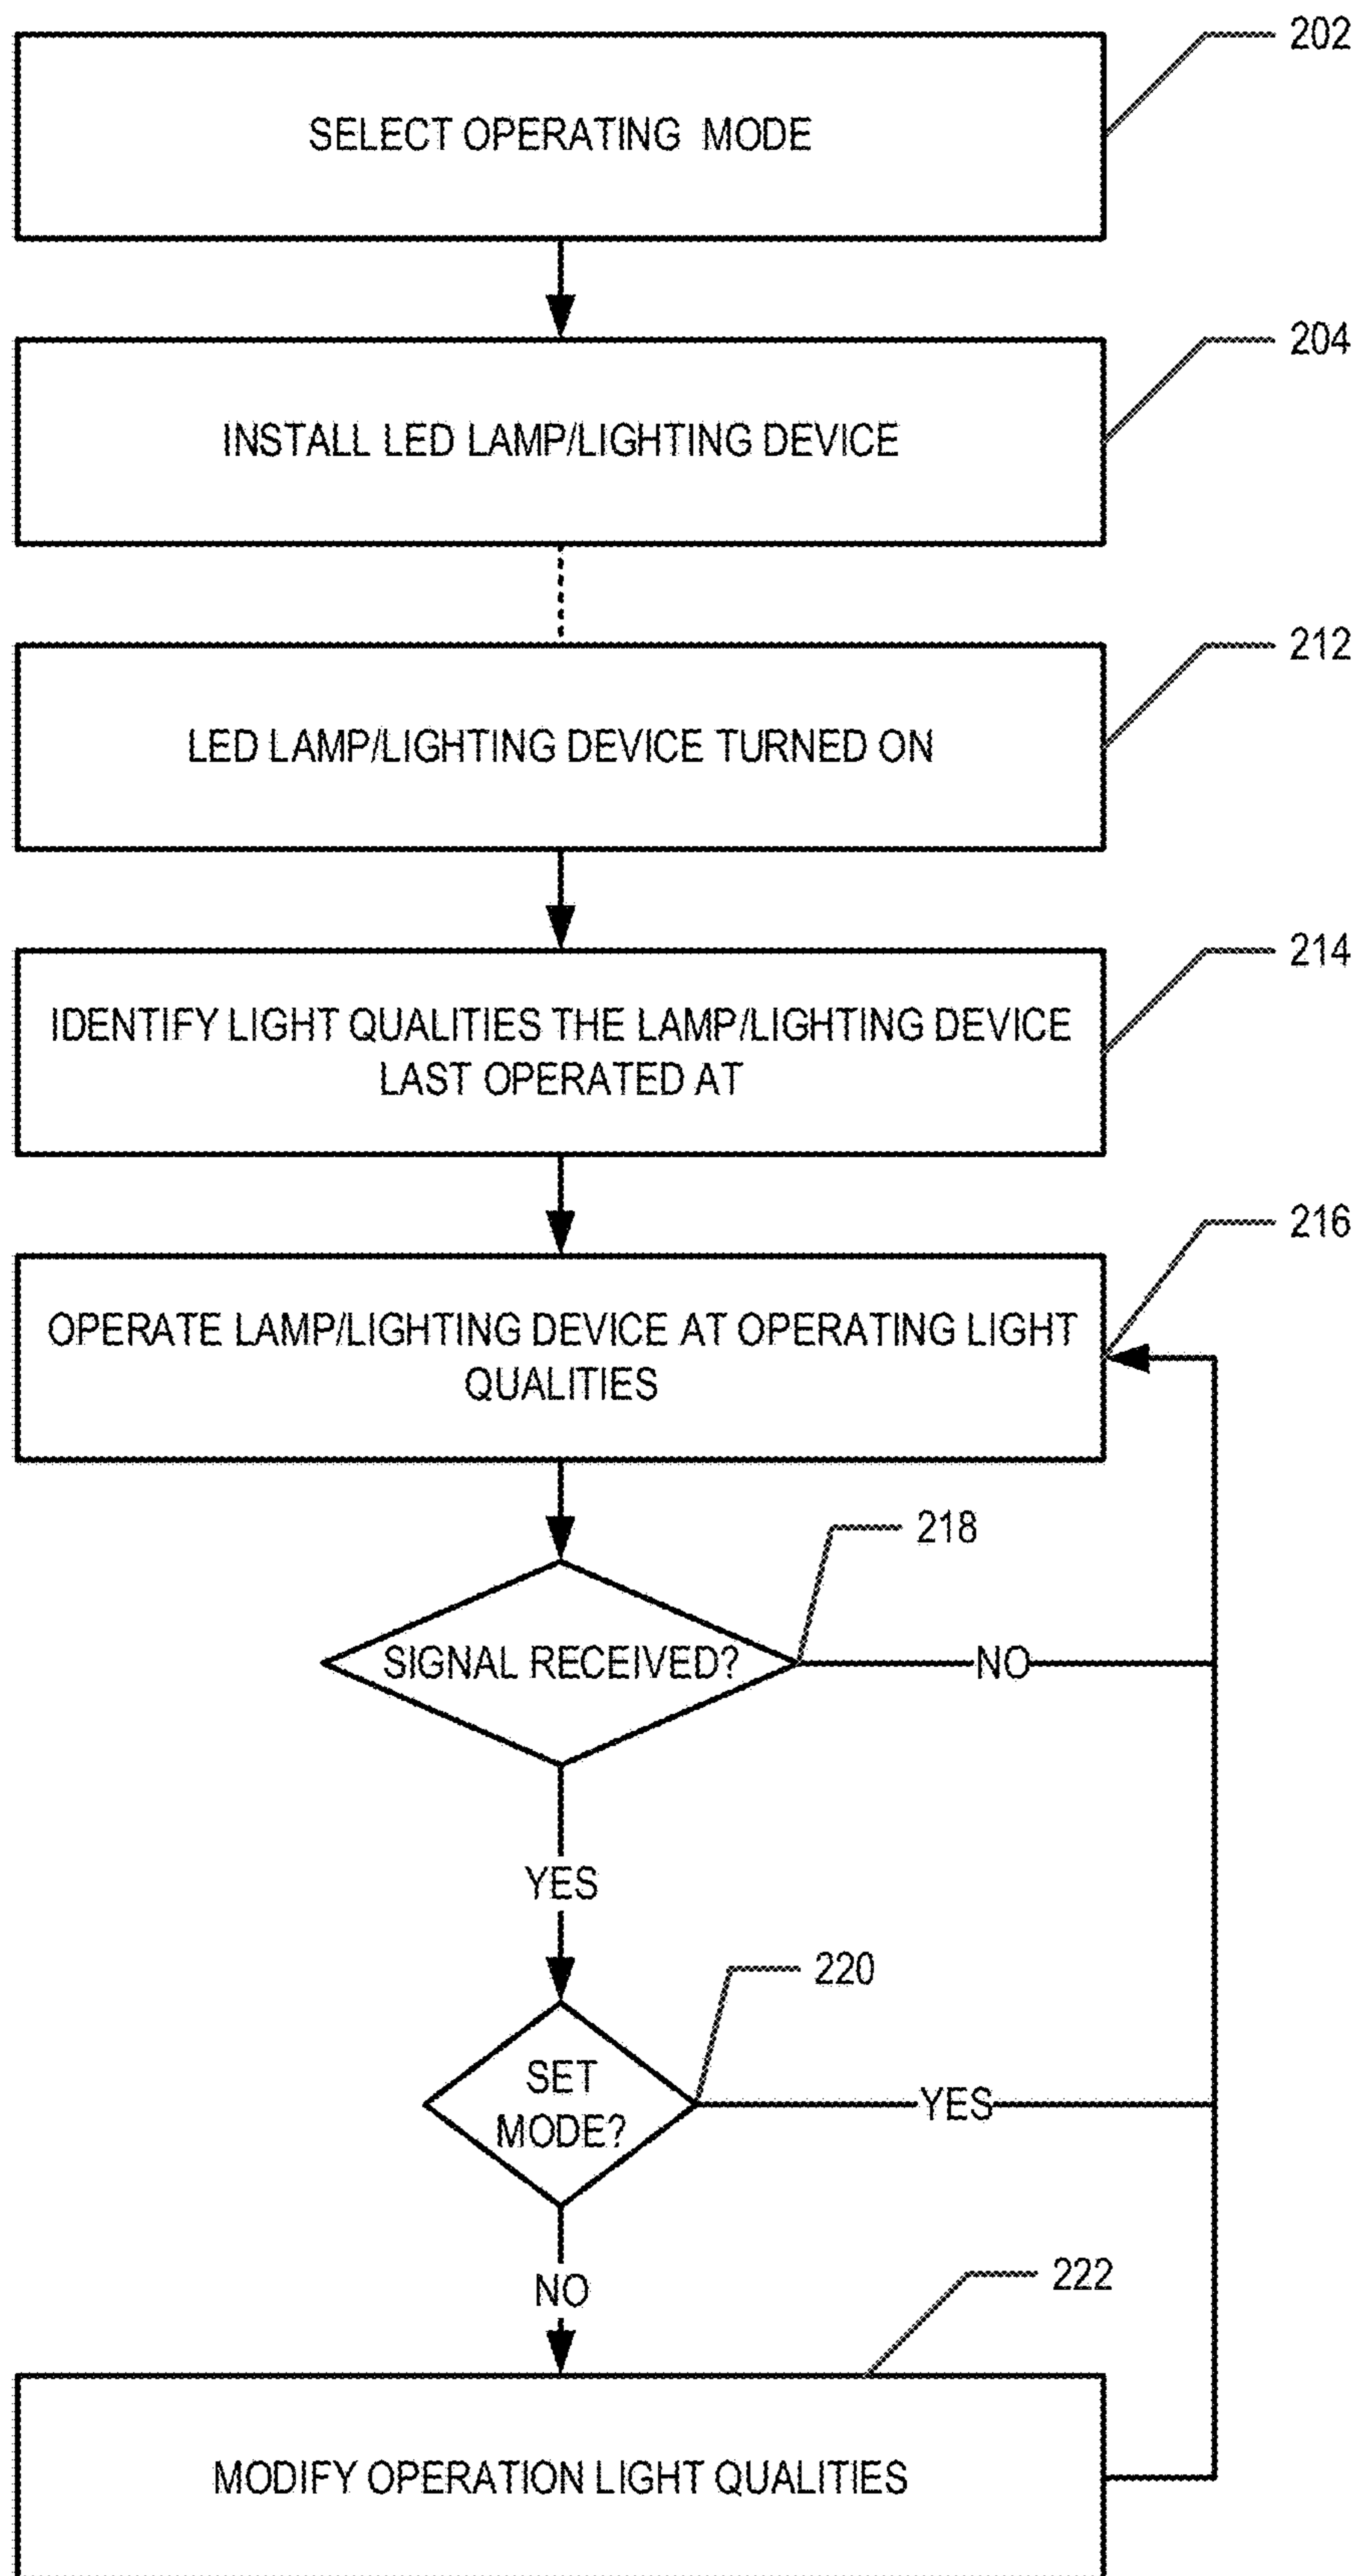 202
SELECT OPERATING MODE
204
INSTALL LED LAMP/LIGHTING DEVICE
212
LED LAMP/LIGHTING DEVICE TURNED ON
214
IDENTIFY LIGHT QUALITIES THE LAMP/LIGHTING DEVICE
LAST OPERATED AT
216
OPERATE LAMP/LIGHTING DEVICE AT OPERATING LIGHT
QUALITIES
218
SIGNAL RECEIVED?
NO
YES
220
SET
MODE?
YES
NO
222
MODIFY OPERATION LIGHT QUALITIES